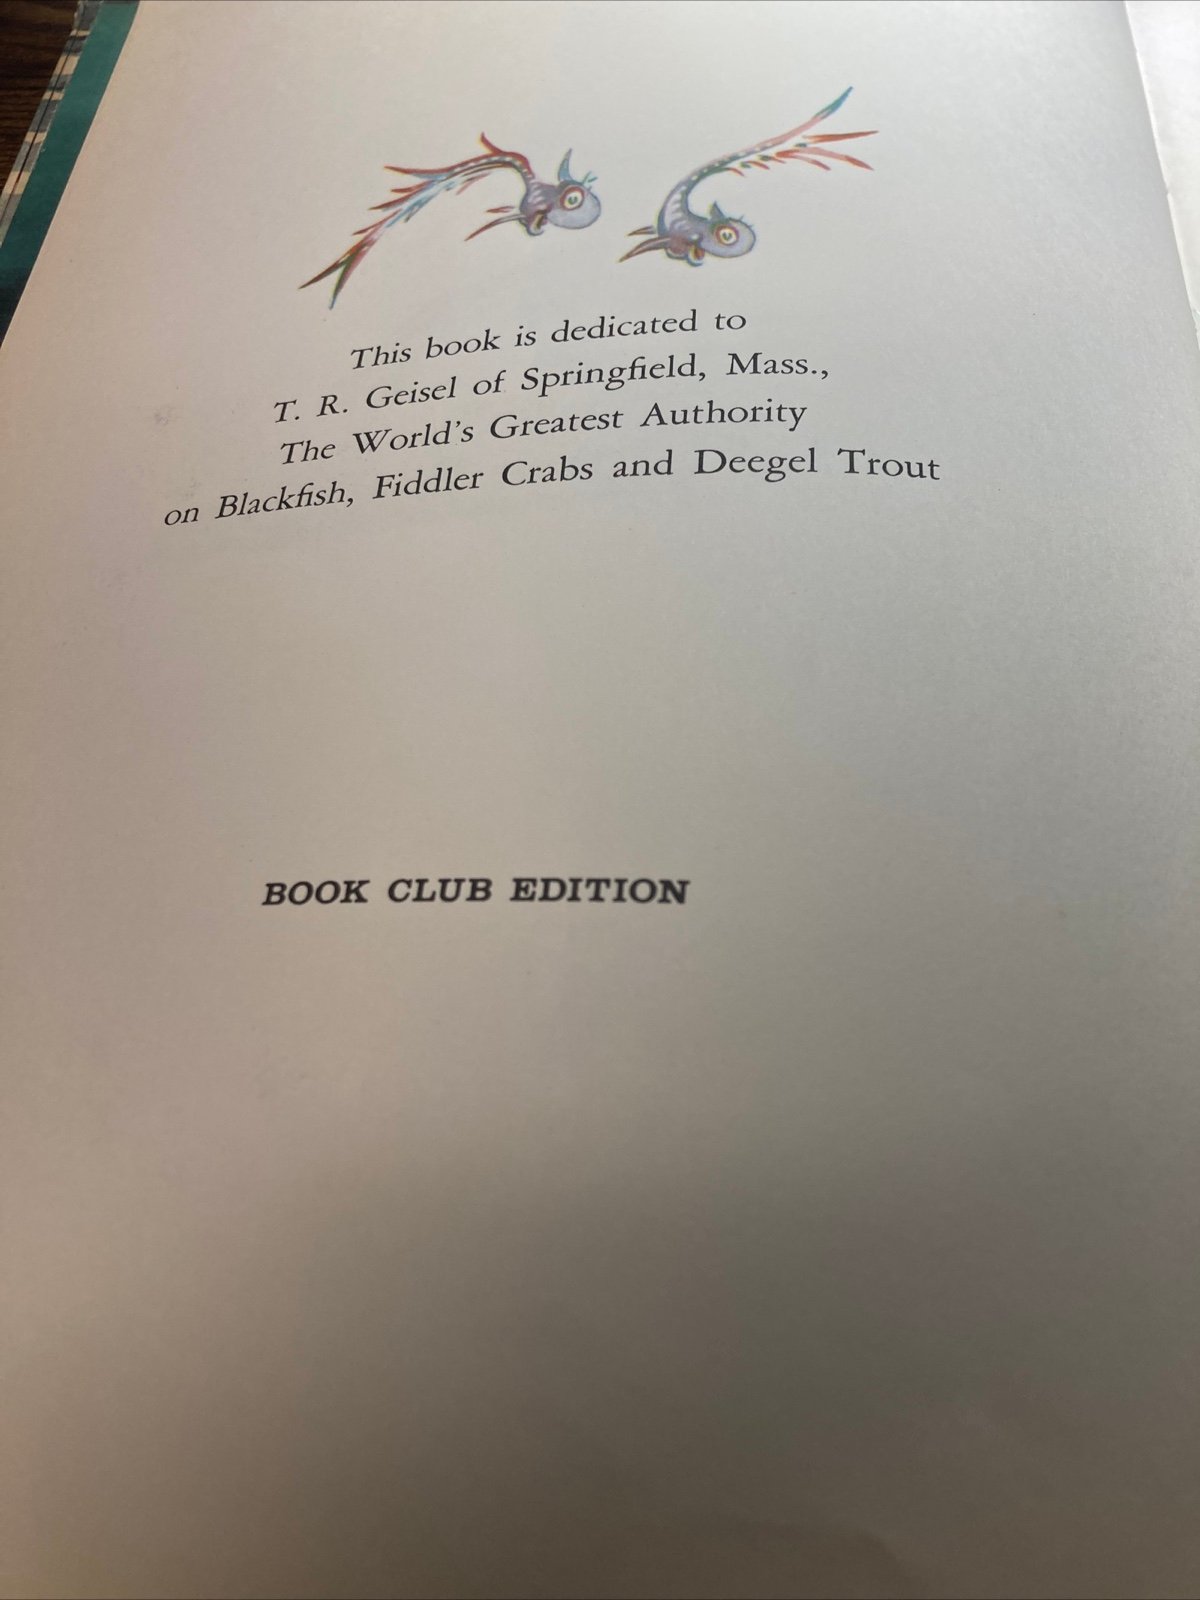 This book is dedicated to
T. R. Geisel of Springfield, Mass.,
The World's Greatest Authority
on Blackfish, Fiddler Crabs and Deegel Trout
BOOK CLUB EDITION